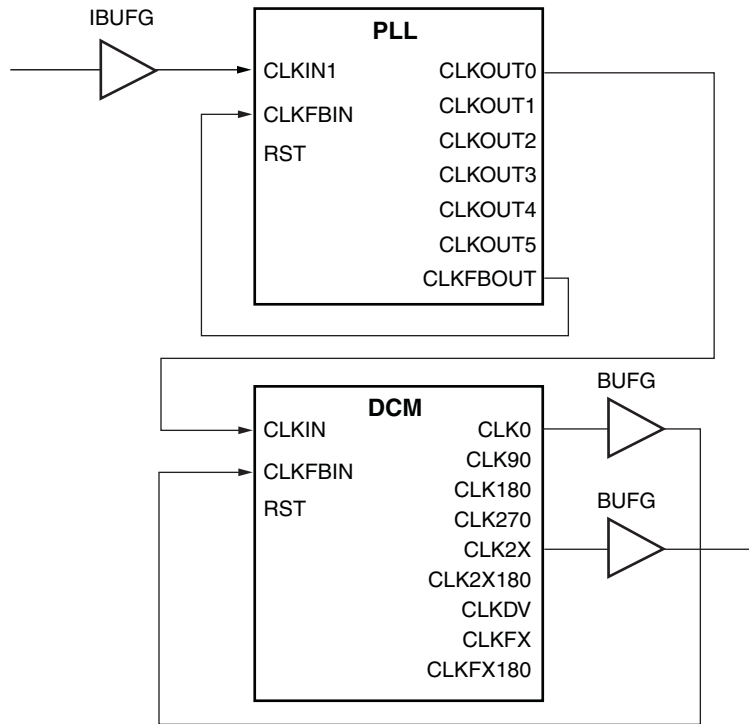 IBUFG
PLL
CLKIN1
CLKOUT0
CLKFBIN
CLKOUT1
RST
CLKOUT2
CLKOUT3
CLKOUT4
CLKOUT5
CLKFBOUT
DCM
BUFG
CLKIN
CLK0
CLKFBIN
CLK90
CLK180
RST
CLK270
BUFG
CLK2X
CLK2X180
CLKDV
CLKFX
CLKFX180